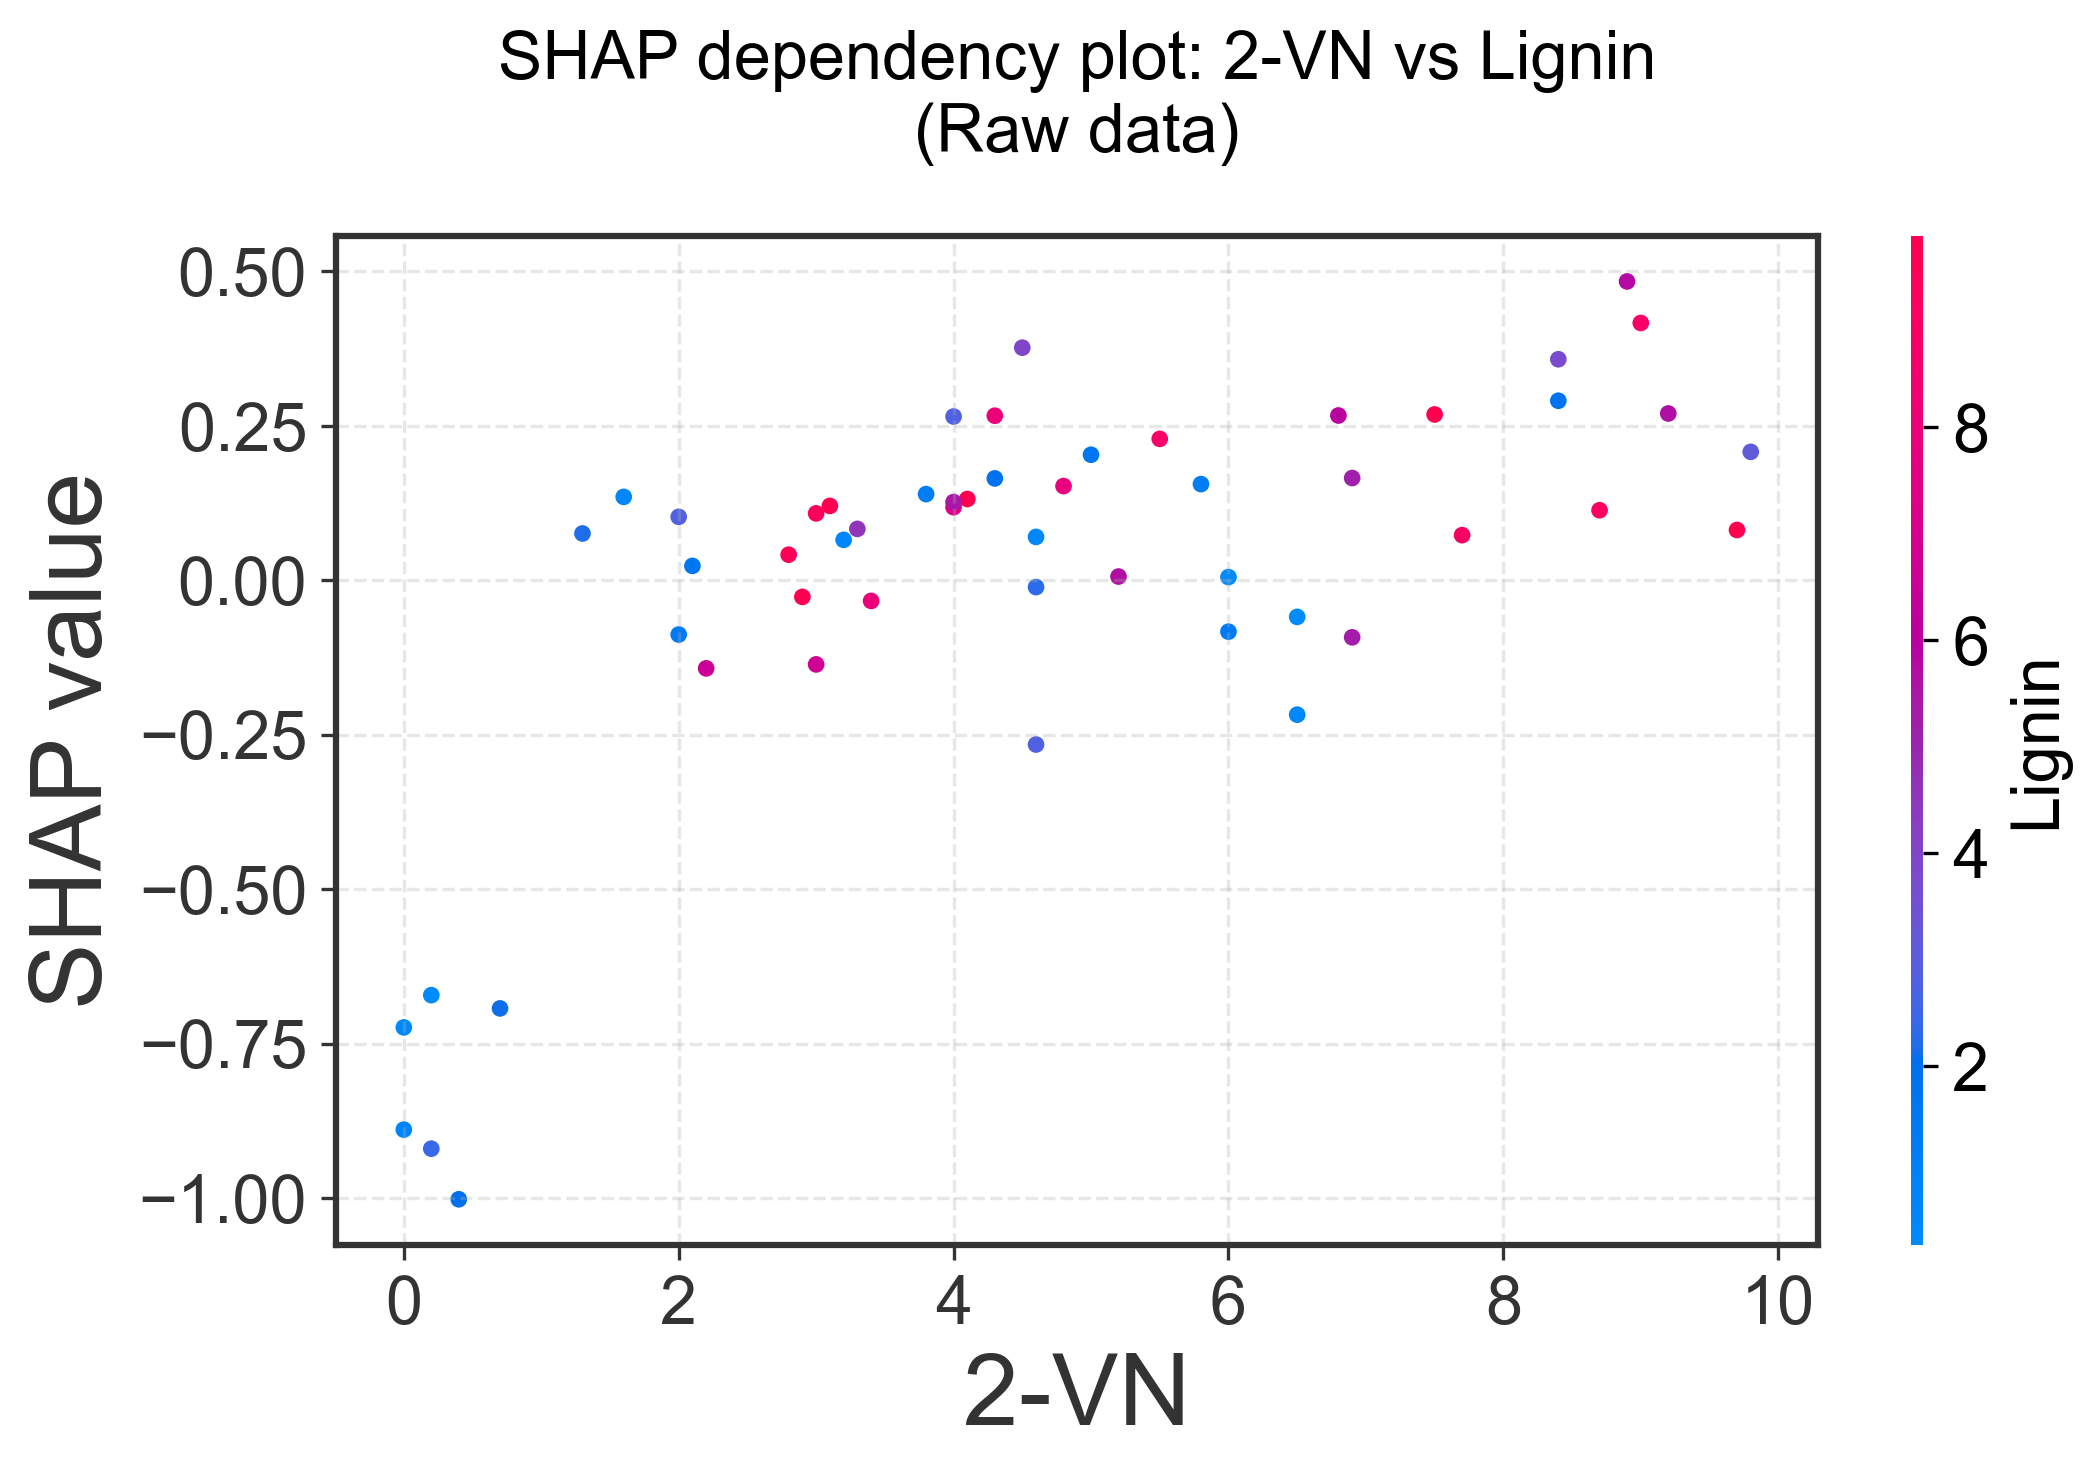 SHAP dependency plot: 2-VN vs Lignin
(Raw data)
SHAP value
0.50
0.25
0.00
−0.25
−0.50
−0.75
−1.00
0 2 4 6 8 10
2-VN
8
6
4
2
Lignin